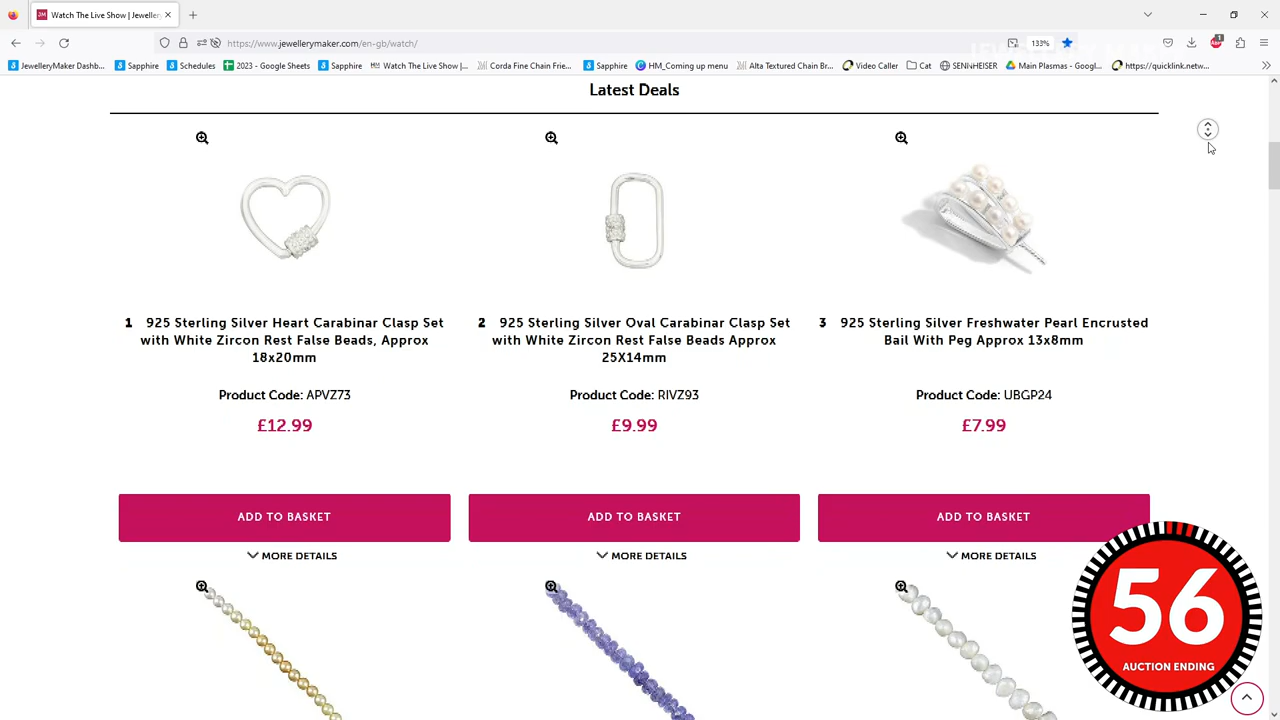 Watch The Live Show | Jeweller
https://www.jewellerymaker.com/en-gb/watch/
133%
1
JewelleryMaker Dashb...
Sapphire
Schedules
2023 - Google Sheets
Sapphire
Watch The Live Show |...
Corda Fine Chain Frie...
Sapphire
HM_Coming up menu
Alta Textured Chain Br...
Video Caller
Cat
SENNHEISER
Main Plasmas - Googl...
https://quicklink.netw...
Latest Deals
1 925 Sterling Silver Heart Carabinar Clasp Set
with White Zircon Rest False Beads, Approx
18x20mm
Product Code: APVZ73
£12.99
ADD TO BASKET
MORE DETAILS
2 925 Sterling Silver Oval Carabinar Clasp Set
with White Zircon Rest False Beads Approx
25X14mm
Product Code: RIVZ93
£9.99
ADD TO BASKET
MORE DETAILS
3 925 Sterling Silver Freshwater Pearl Encrusted
Bail With Peg Approx 13x8mm
Product Code: UBGP24
£7.99
ADD TO BASKET
MORE DETAILS
56
AUCTION ENDING